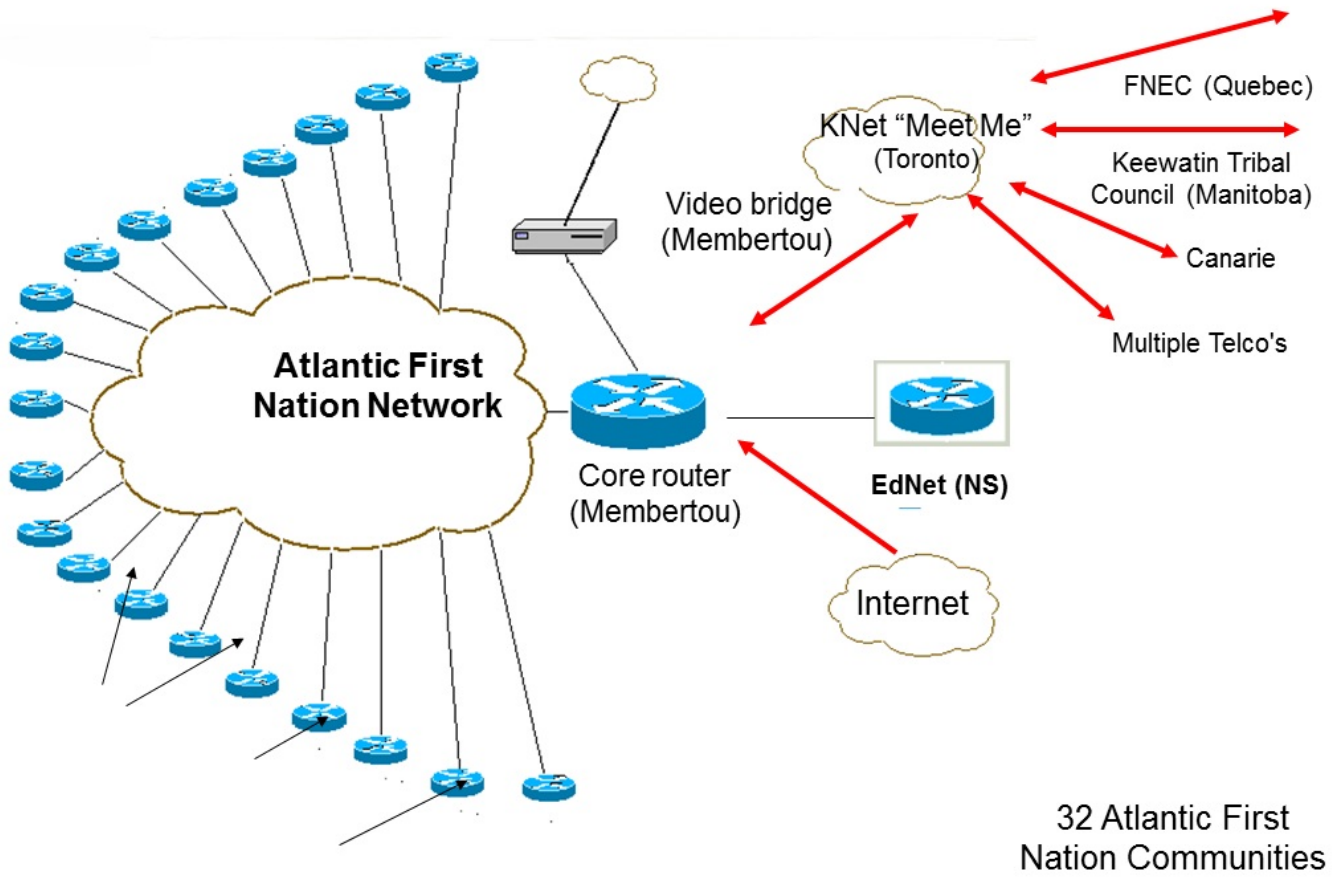 FNEC (Quebec)
KNet “Meet Me”
(Toronto)
Keewatin Tribal
Council (Manitoba)
Video bridge
(Membertou)
Canarie
Multiple Telco's
Atlantic First
Nation Network
Core router
(Membertou)
EdNet (NS)
Internet
32 Atlantic First
Nation Communities